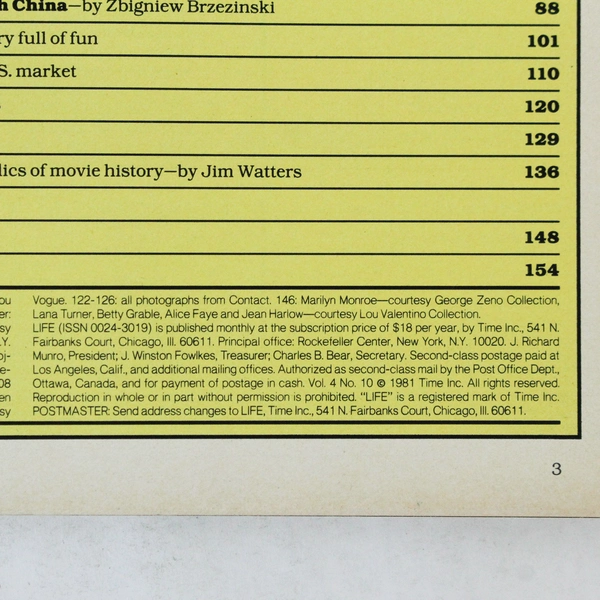 h China—by Zbigniew Brzezinski 88
ry full of fun 101
S. market 110
120
129
lics of movie history—by Jim Watters 136
148
154
ou
er:
sy
.Y.
oj-
e-
08
en
sy
Vogue. 122-126: all photographs from Contact. 146: Marilyn Monroe—courtesy George Zeno Collection,
Lana Turner, Betty Grable, Alice Faye and Jean Harlow—courtesy Lou Valentino Collection.
LIFE (ISSN 0024-3019) is published monthly at the subscription price of $18 per year, by Time Inc., 541 N.
Fairbanks Court, Chicago, Ill. 60611. Principal office: Rockefeller Center, New York, N.Y. 10020. J. Richard
Munro, President; J. Winston Fowlkes, Treasurer; Charles B. Bear, Secretary. Second-class postage paid at
Los Angeles, Calif., and additional mailing offices. Authorized as second-class mail by the Post Office Dept.,
Ottawa, Canada, and for payment of postage in cash. Vol. 4 No. 10 © 1981 Time Inc. All rights reserved.
Reproduction in whole or in part without permission is prohibited. "LIFE" is a registered mark of Time Inc.
POSTMASTER: Send address changes to LIFE, Time Inc., 541 N. Fairbanks Court, Chicago, Ill. 60611.
3